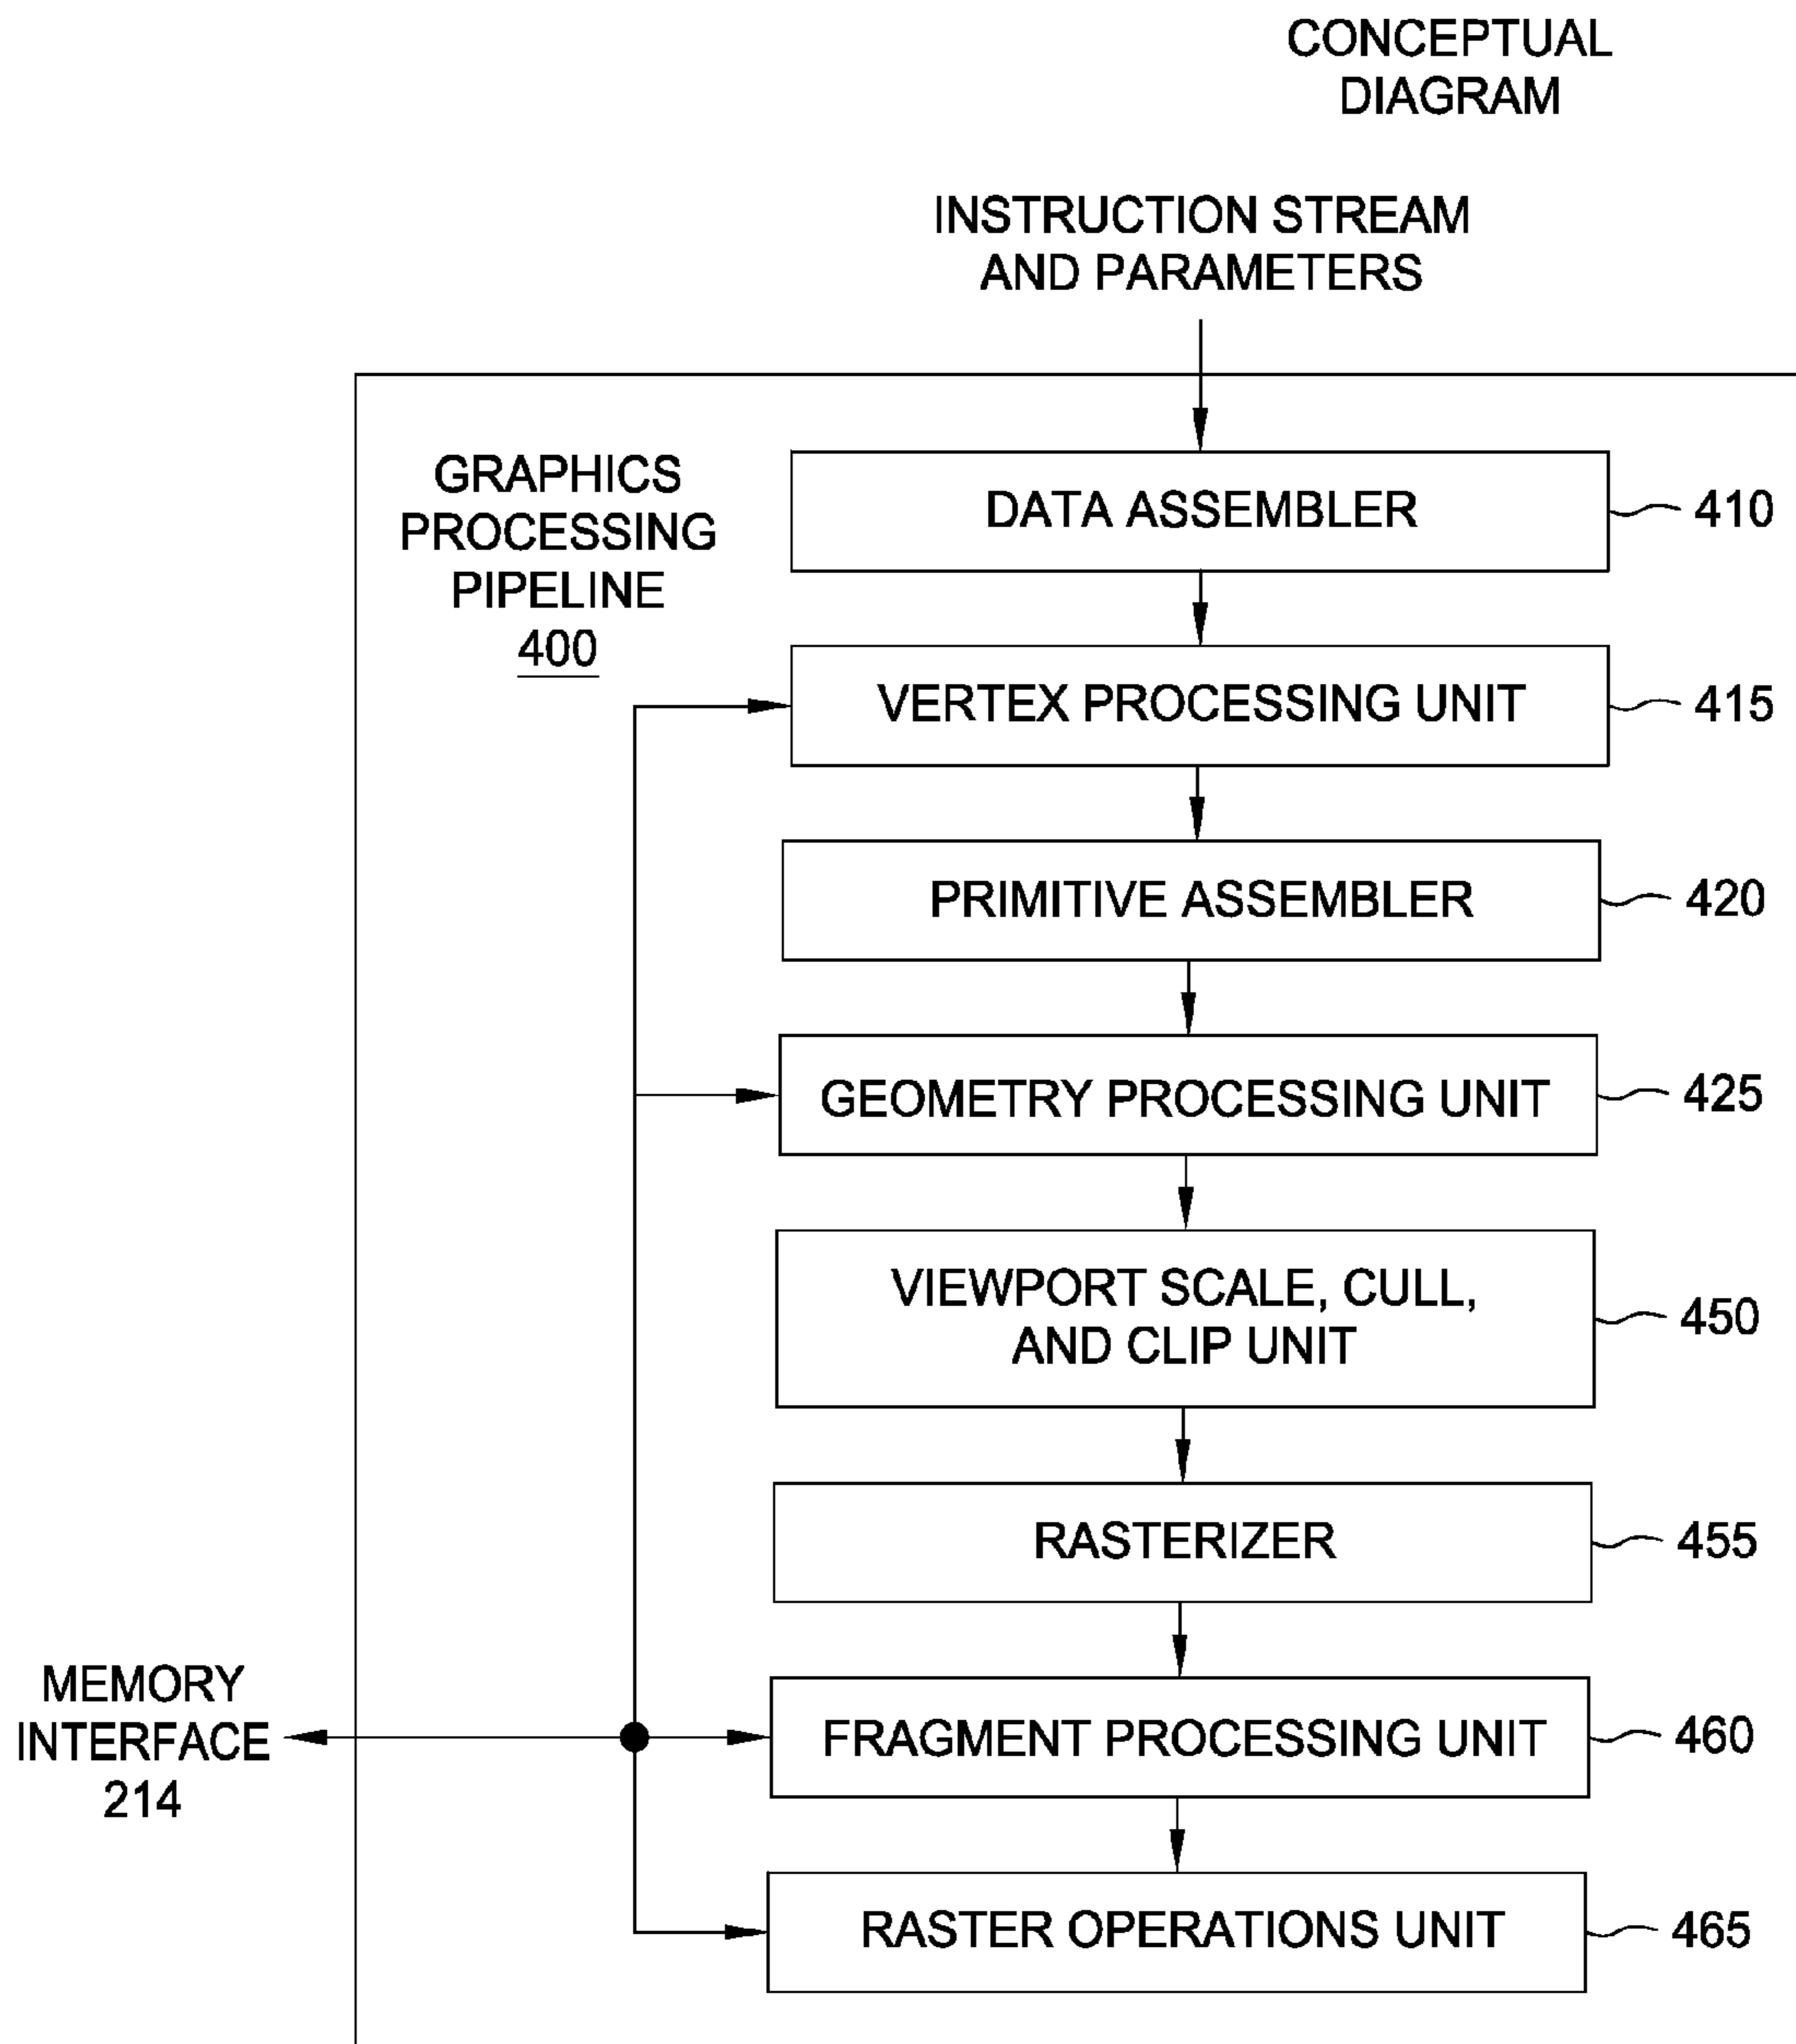 CONCEPTUAL
DIAGRAM
INSTRUCTION STREAM
AND PARAMETERS
GRAPHICS
PROCESSING
PIPELINE
400
DATA ASSEMBLER
410
VERTEX PROCESSING UNIT
415
PRIMITIVE ASSEMBLER
420
GEOMETRY PROCESSING UNIT
425
VIEWPORT SCALE, CULL,
AND CLIP UNIT
450
RASTERIZER
455
MEMORY
INTERFACE
214
FRAGMENT PROCESSING UNIT
460
RASTER OPERATIONS UNIT
465